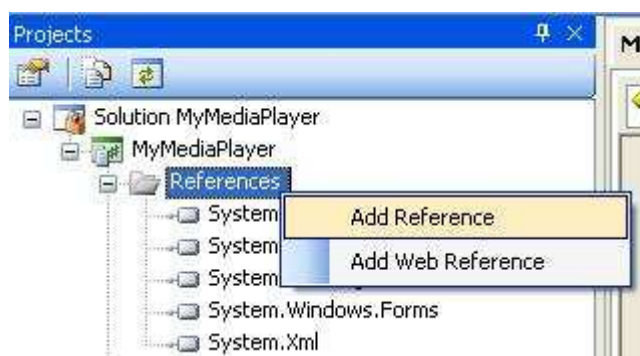 Projects
M
Solution MyMediaPlayer
MyMediaPlayer
References
System
Add Reference
System
Add Web Reference
System
System.Windows.Forms
System.Xml